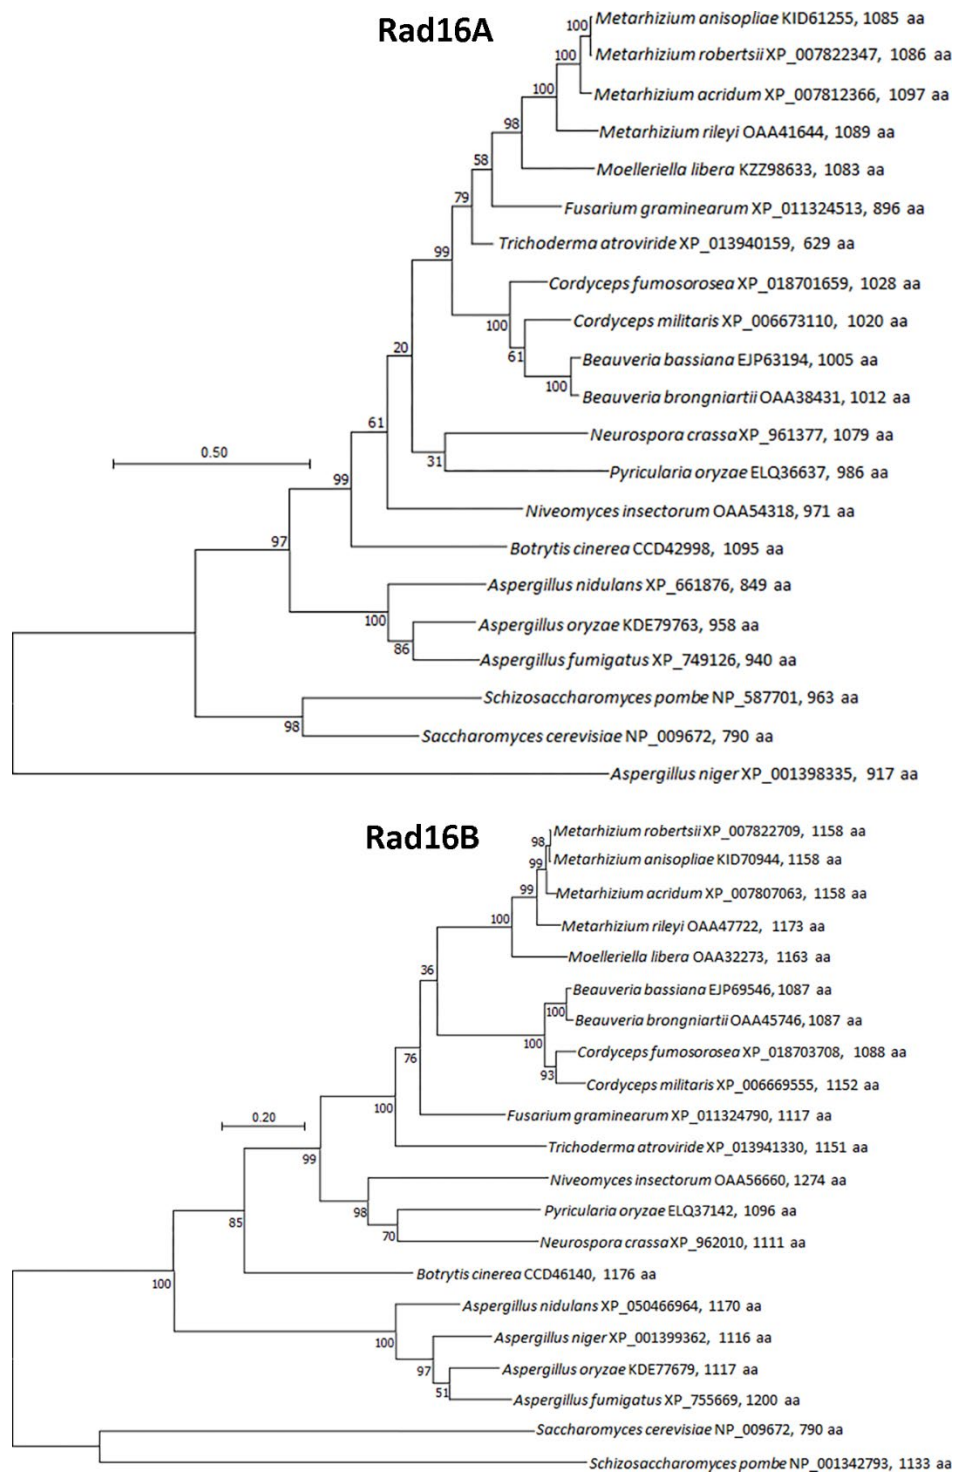 Rad16A
100
Metarhizium anisopliae KID61255, 1085 aa
100
Metarhizium robertsii XP_007822347, 1086 aa
100
Metarhizium acridum XP_007812366, 1097 aa
98
Metarhizium rileyi OAA41644, 1089 aa
58
Moelleriella libera KZZ98633, 1083 aa
79
Fusarium graminearum XP_011324513, 896 aa
99
Trichoderma atroviride XP_013940159, 629 aa
Cordyceps fumosorosea XP_018701659, 1028 aa
100
Cordyceps militaris XP_006673110, 1020 aa
20
61
Beauveria bassiana EJP63194, 1005 aa
100
Beauveria brongniartii OAA38431, 1012 aa
61
Neurospora crassa XP_961377, 1079 aa
0.50
31
Pyricularia oryzae ELQ36637, 986 aa
99
Niveomyces insectorum OAA54318, 971 aa
97
Botrytis cinerea CCD42998, 1095 aa
Aspergillus nidulans XP_661876, 849 aa
100
Aspergillus oryzae KDE79763, 958 aa
86
Aspergillus fumigatus XP_749126, 940 aa
Schizosaccharomyces pombe NP_587701, 963 aa
98
Saccharomyces cerevisiae NP_009672, 790 aa
Aspergillus niger XP_001398335, 917 aa
Rad16B
Metarhizium robertsii XP_007822709, 1158 aa
98
Metarhizium anisopliae KID70944, 1158 aa
99
Metarhizium acridum XP_007807063, 1158 aa
99
100
Metarhizium rileyi OAA47722, 1173 aa
Moelleriella libera OAA32273, 1163 aa
36
Beauveria bassiana EJP69546, 1087 aa
100
Beauveria brongniartii OAA45746, 1087 aa
100
Cordyceps fumosorosea XP_018703708, 1088 aa
76
93
Cordyceps militaris XP_006669555, 1152 aa
100
Fusarium graminearum XP_011324790, 1117 aa
0.20
Trichoderma atroviride XP_013941330, 1151 aa
99
Niveomyces insectorum OAA56660, 1274 aa
98
Pyricularia oryzae ELQ37142, 1096 aa
85
70
Neurospora crassa XP_962010, 1111 aa
Botrytis cinerea CCD46140, 1176 aa
100
Aspergillus nidulans XP_050466964, 1170 aa
100
Aspergillus niger XP_001399362, 1116 aa
97
Aspergillus oryzae KDE77679, 1117 aa
51
Aspergillus fumigatus XP_755669, 1200 aa
Saccharomyces cerevisiae NP_009672, 790 aa
Schizosaccharomyces pombe NP_001342793, 1133 aa